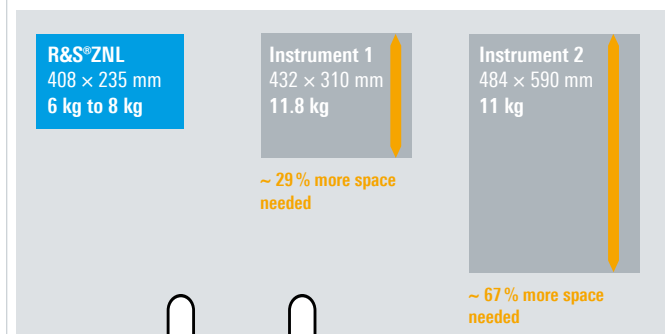 R&S®ZNL
408 × 235 mm
6 kg to 8 kg
Instrument 1
432 × 310 mm
11.8 kg
~ 29 % more space
needed
Instrument 2
484 × 590 mm
11 kg
~ 67 % more space
needed